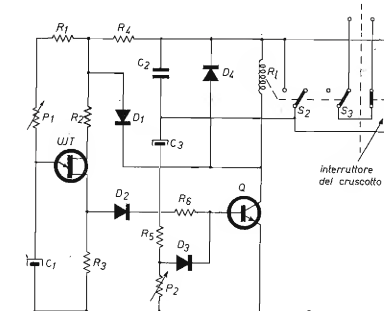 R1
R4
C2
D4
Rl
S2
S3
P1
R2
D1
C3
UJT
interruttore
del cruscotto
D2
R6
Q
R5
D3
C1
R3
P2